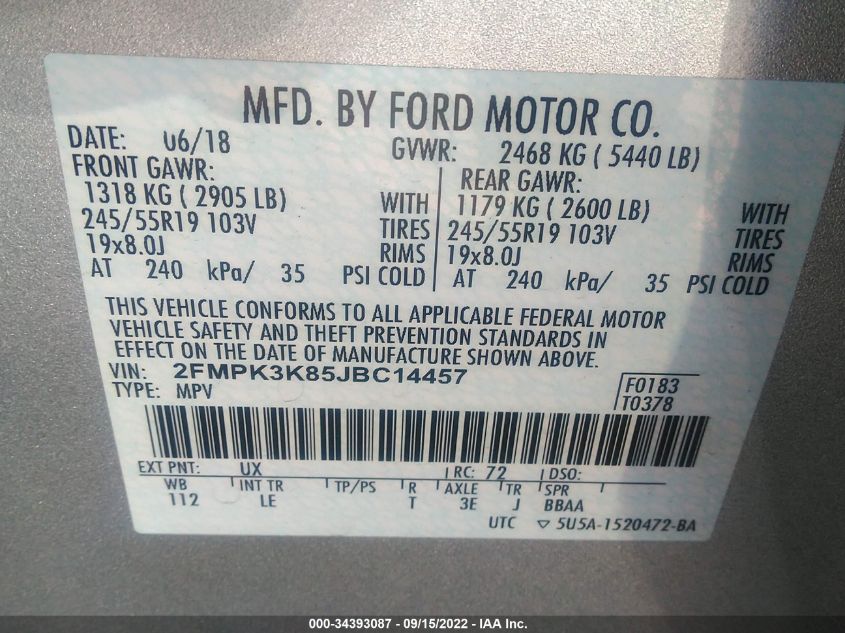 MFD. BY FORD MOTOR CO.
DATE: 06/18 GVWR: 2468 KG ( 5440 LB)
FRONT GAWR: REAR GAWR:
1318 KG ( 2905 LB) WITH 1179 KG ( 2600 LB) WITH
245/55R19 103V TIRES 245/55R19 103V TIRES
19x8.0J RIMS 19x8.0J RIMS
AT 240 kPa/ 35 PSI COLD AT 240 kPa/ 35 PSI COLD
THIS VEHICLE CONFORMS TO ALL APPLICABLE FEDERAL MOTOR
VEHICLE SAFETY AND THEFT PREVENTION STANDARDS IN
EFFECT ON THE DATE OF MANUFACTURE SHOWN ABOVE.
VIN: 2FMPK3K85JBC14457 F0183
TYPE: MPV T0378
EXT PNT: UX RC: 72 DSO:
WB INT TR TP/PS R AXLE TR SPR
112 LE T 3E J BBAA
UTC ▽ 5U5A-1520472-BA
000-34393087 - 09/15/2022 - IAA Inc.